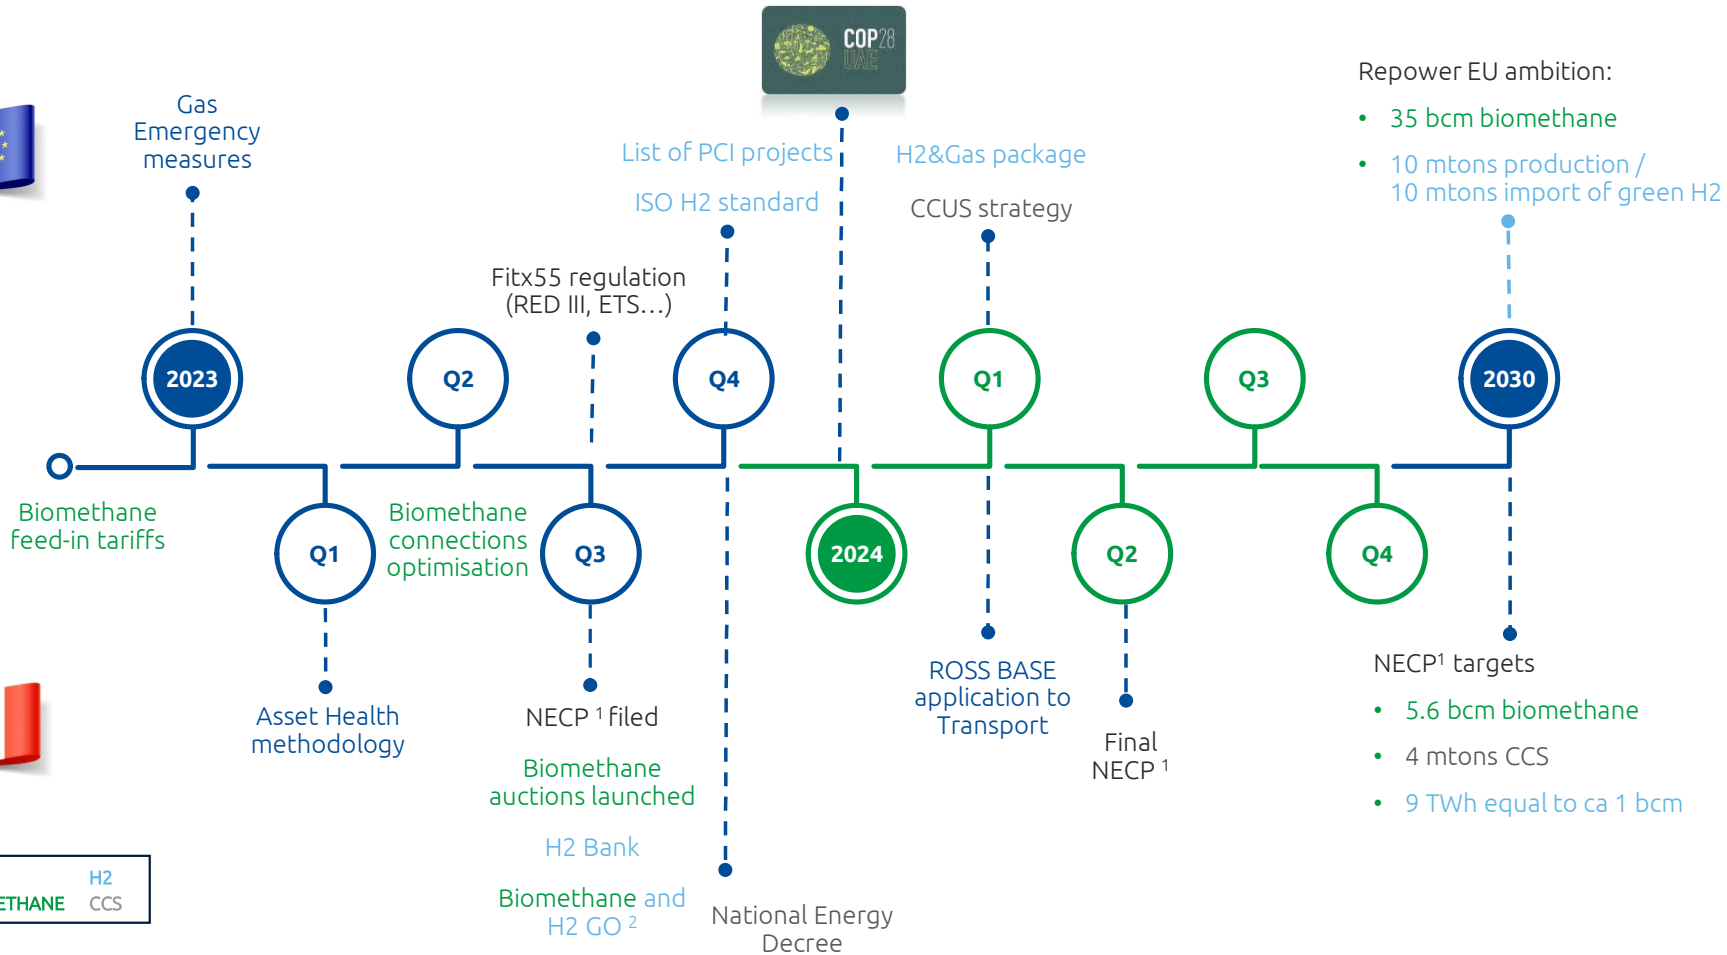 COP28
UAE
Repower EU ambition:
• 35 bcm biomethane
• 10 mtons production /
10 mtons import of green H2
Gas
Emergency
measures
List of PCI projects
ISO H2 standard
H2&Gas package
CCUS strategy
Fitx55 regulation
(RED III, ETS…)
2023
Q2
Q4
Q1
Q3
2030
Biomethane
feed-in tariffs
Q1
Biomethane
connections
optimisation
Q3
2024
Q2
Q4
Asset Health
methodology
NECP ¹ filed
Biomethane
auctions launched
H2 Bank
Biomethane and
H2 GO ²
National Energy
Decree
ROSS BASE
application to
Transport
Final
NECP ¹
NECP¹ targets
• 5.6 bcm biomethane
• 4 mtons CCS
• 9 TWh equal to ca 1 bcm
H2
ETHANE CCS